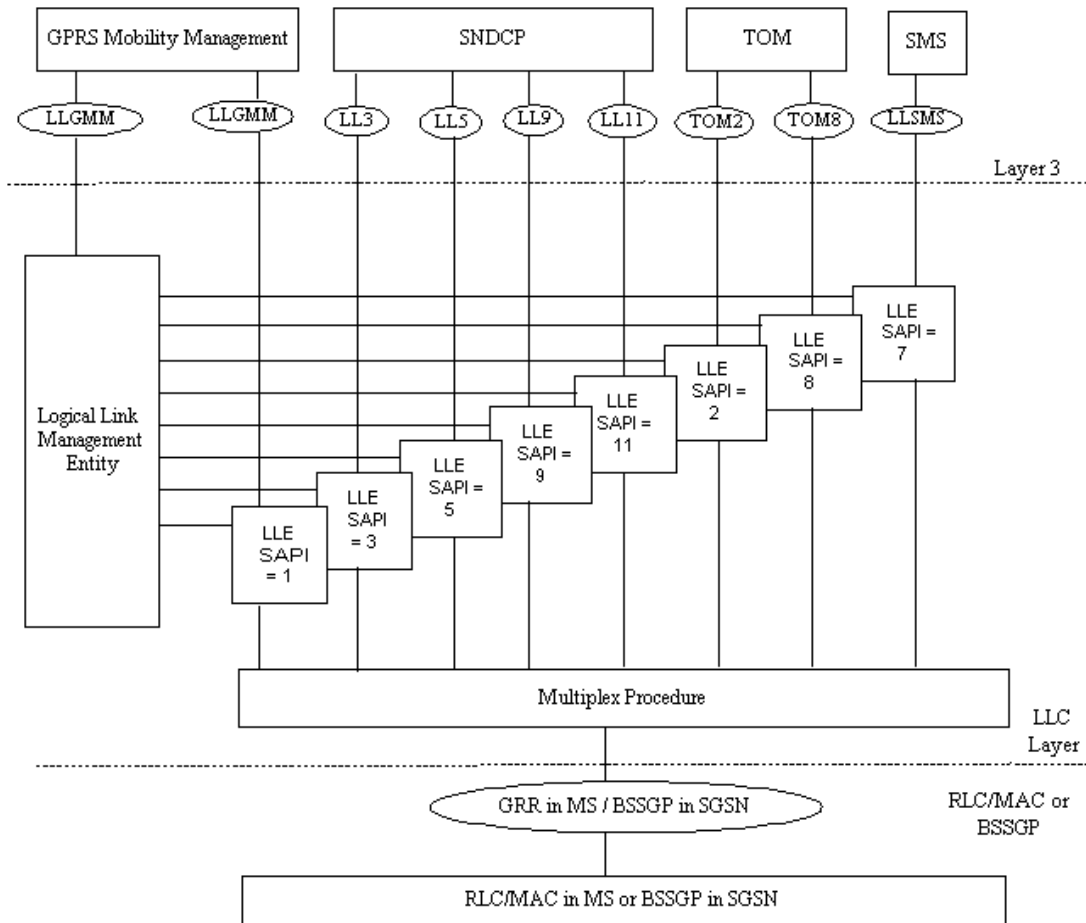 GPRS Mobility Management
SNDCP
TOM
SMS
LLGMM
LLGMM
LL3
LL5
LL9
LL11
TOM2
TOM8
LLSMS
Layer 3
LLE
SAPI =
7
LLE
SAPI =
8
LLE
SAPI =
2
LLE
SAPI =
11
LLE
SAPI =
9
LLE
SAPI =
5
LLE
SAPI
= 3
LLE
SAPI
= 1
Logical Link
Management
Entity
Multiplex Procedure
LLC
Layer
GRR in MS / BSSGP in SGSN
RLC/MAC or
BSSGP
RLC/MAC in MS or BSSGP in SGSN